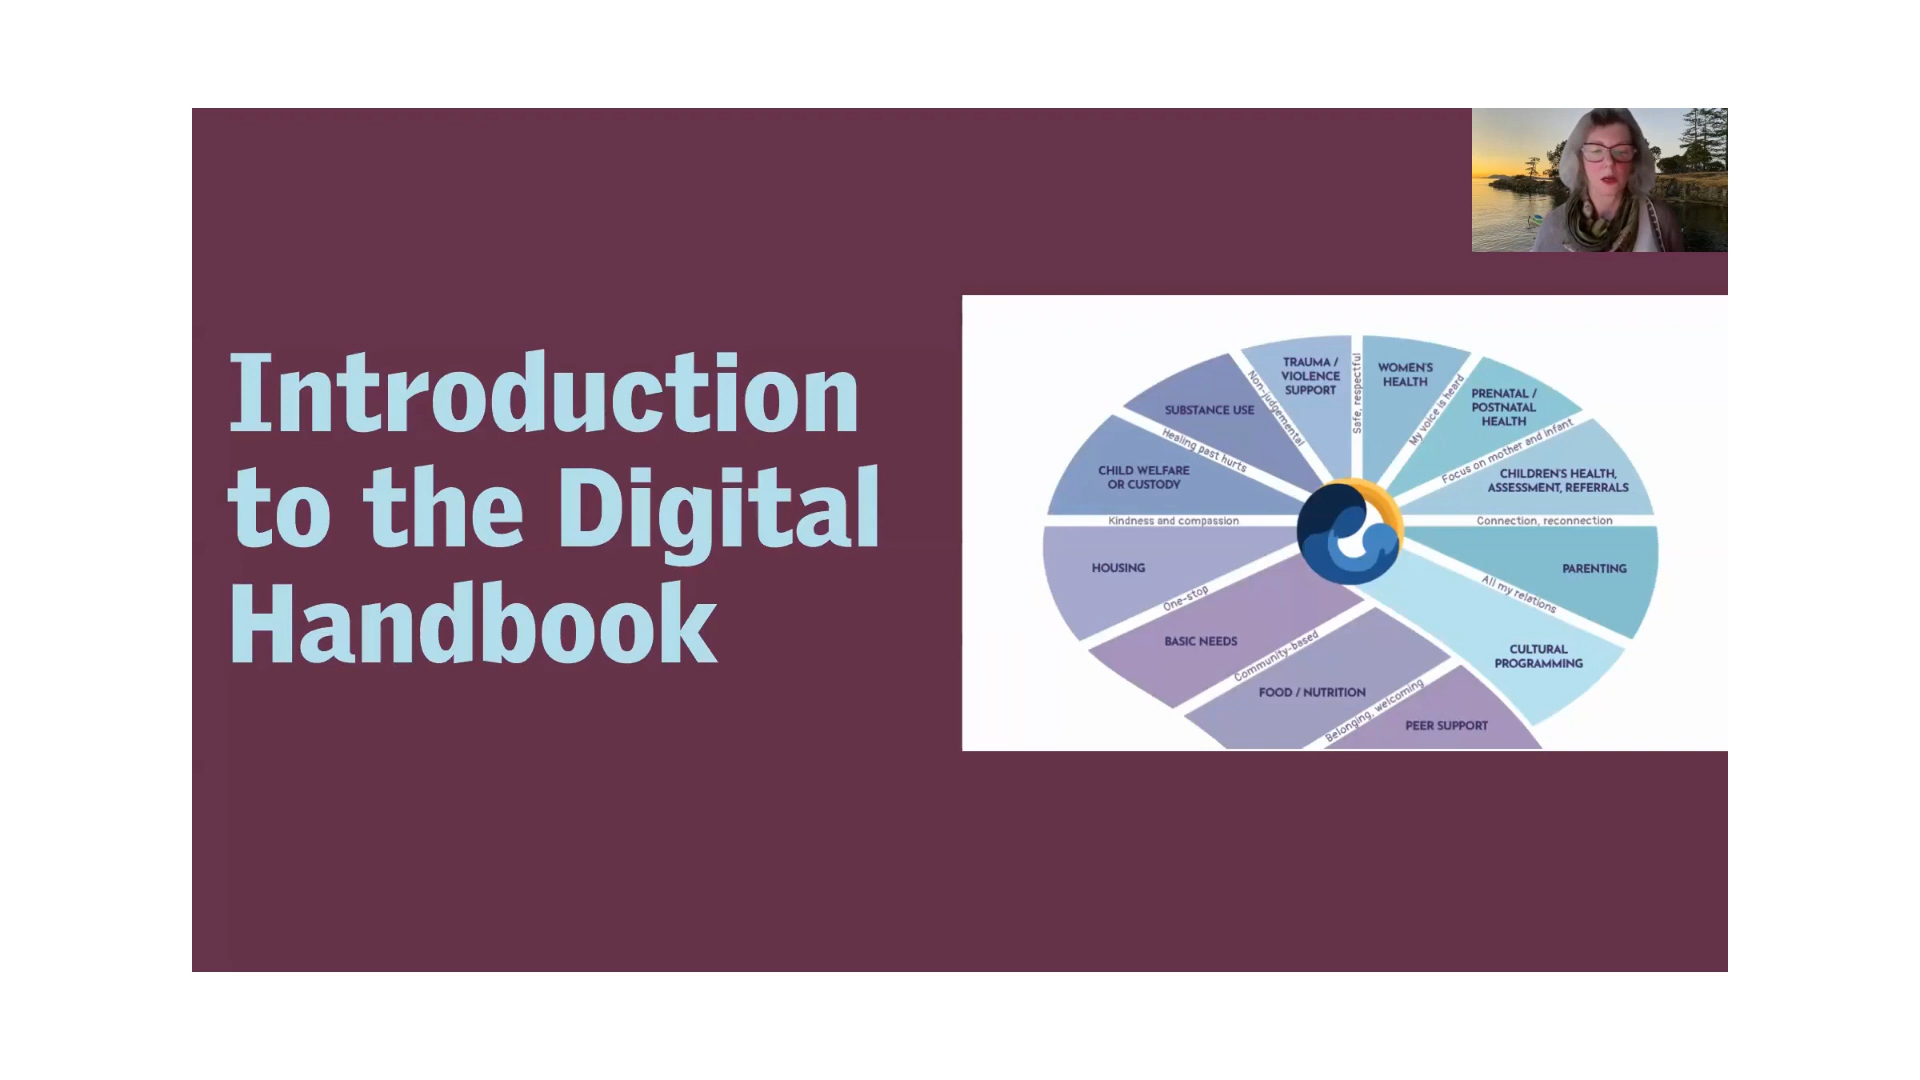 Introduction
to the Digital
Handbook
TRAUMA /
VIOLENCE
SUPPORT
Safe, respectful
WOMEN'S
HEALTH
My voice is heard
PRENATAL /
POSTNATAL
HEALTH
Focus on mother and infant
CHILDREN'S HEALTH,
ASSESSMENT, REFERRALS
Connection, reconnection
PARENTING
All my relations
CULTURAL
PROGRAMMING
PEER SUPPORT
Belonging, welcoming
FOOD / NUTRITION
Community-based
BASIC NEEDS
One-stop
HOUSING
Kindness and compassion
CHILD WELFARE
OR CUSTODY
Healing past hurts
SUBSTANCE USE
Non-judgemental